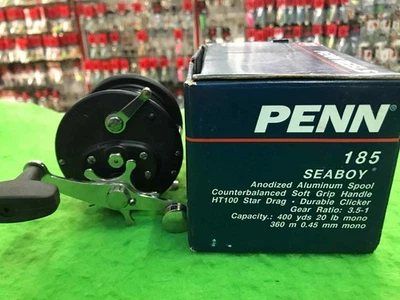 PENN®
185
SEABOY®
Anodized Aluminum Spool
Counterbalanced Soft Grip Handle
HT100 Star Drag • Durable Clicker
Gear Ratio: 3.5-1
Capacity.: 400 yds 20 lb mono
360 m 0.45 mm mono